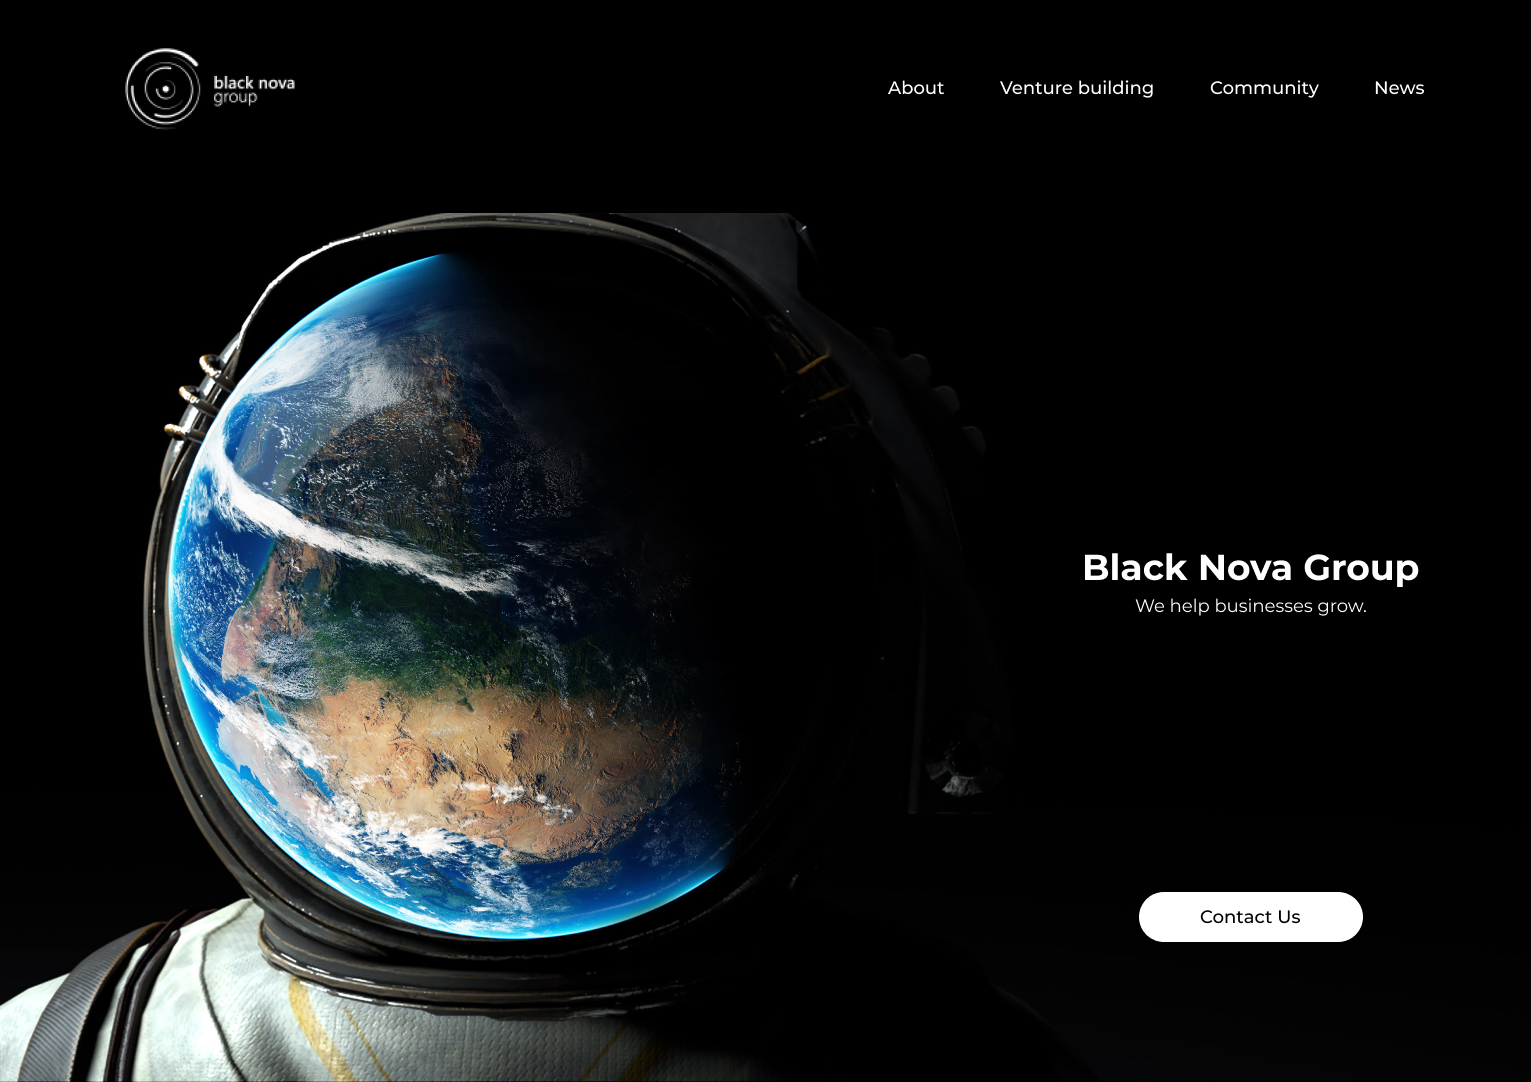 black nova
group
About
Venture building
Community
News
Black Nova Group
We help businesses grow.
Contact Us